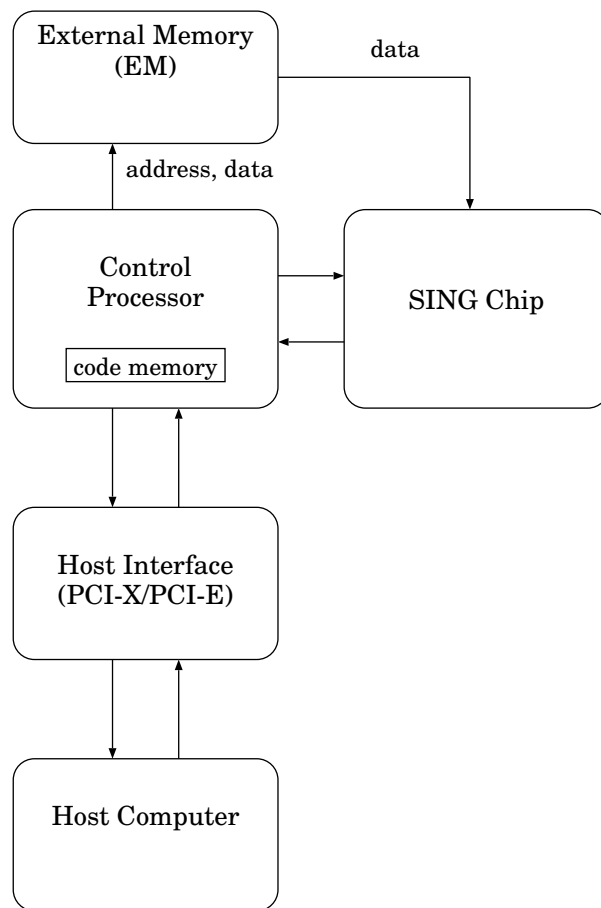 External Memory
(EM)
data
address, data
Control
Processor
code memory
SING Chip
Host Interface
(PCI-X/PCI-E)
Host Computer